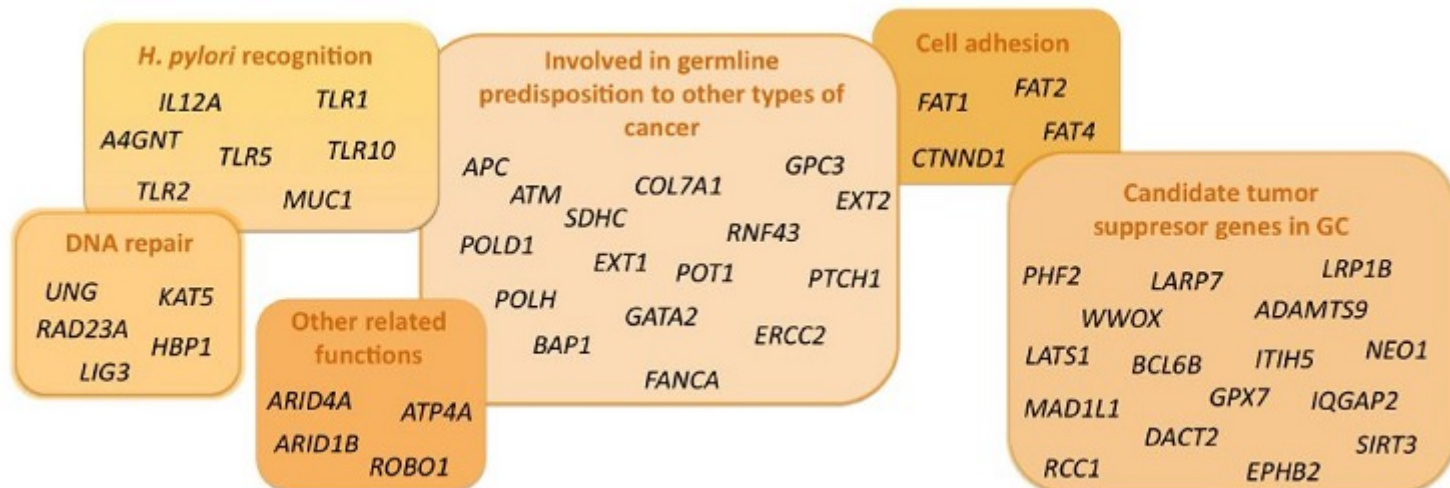 H. pylori recognition
IL12A TLR1
A4GNT TLR5 TLR10
TLR2 MUC1
DNA repair
UNG KAT5
RAD23A HBP1
LIG3
Other related
functions
ARID4A ATP4A
ARID1B
ROBO1
Involved in germline
predisposition to other types of
cancer
APC GPC3
ATM COL7A1 EXT2
SDHC RNF43
POLD1 EXT1 POT1 PTCH1
POLH GATA2 ERCC2
BAP1
FANCA
Cell adhesion
FAT1 FAT2
FAT4
CTNND1
Candidate tumor
suppresor genes in GC
PHF2 LARP7 LRP1B
WWOX ADAMTS9
LATS1 BCL6B ITIH5 NEO1
MAD1L1 GPX7 IQGAP2
DACT2 SIRT3
RCC1 EPHB2